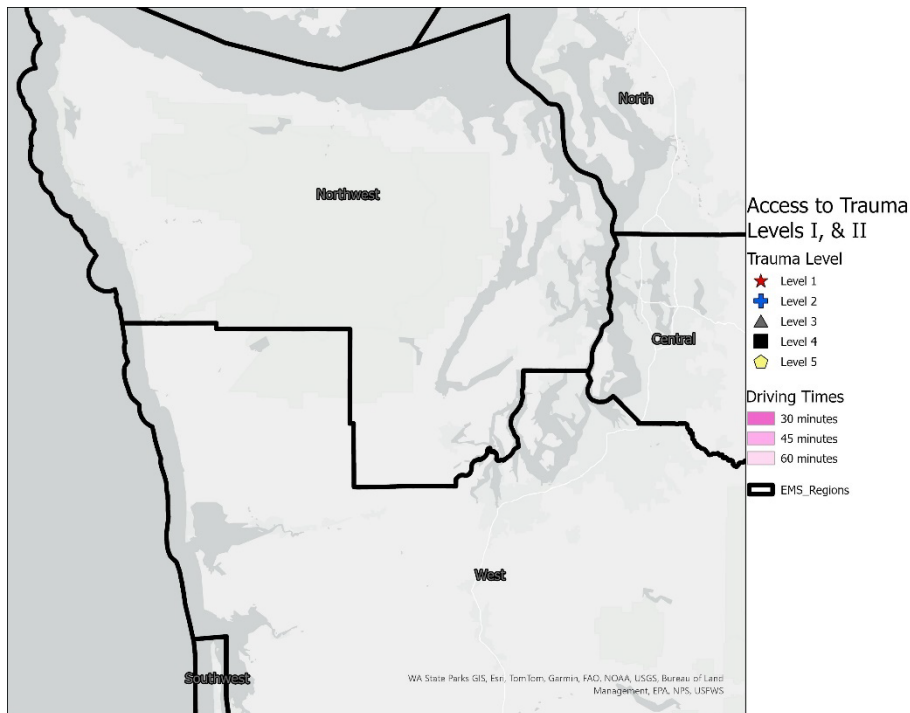 North
Northwest
Central
West
Southwest
Access to Trauma
Levels I, & II
Trauma Level
Level 1
Level 2
Level 3
Level 4
Level 5
Driving Times
30 minutes
45 minutes
60 minutes
EMS_Regions
WA State Parks GIS, Esri, TomTom, Garmin, FAO, NOAA, USGS, Bureau of Land
Management, EPA, NPS, USFWS